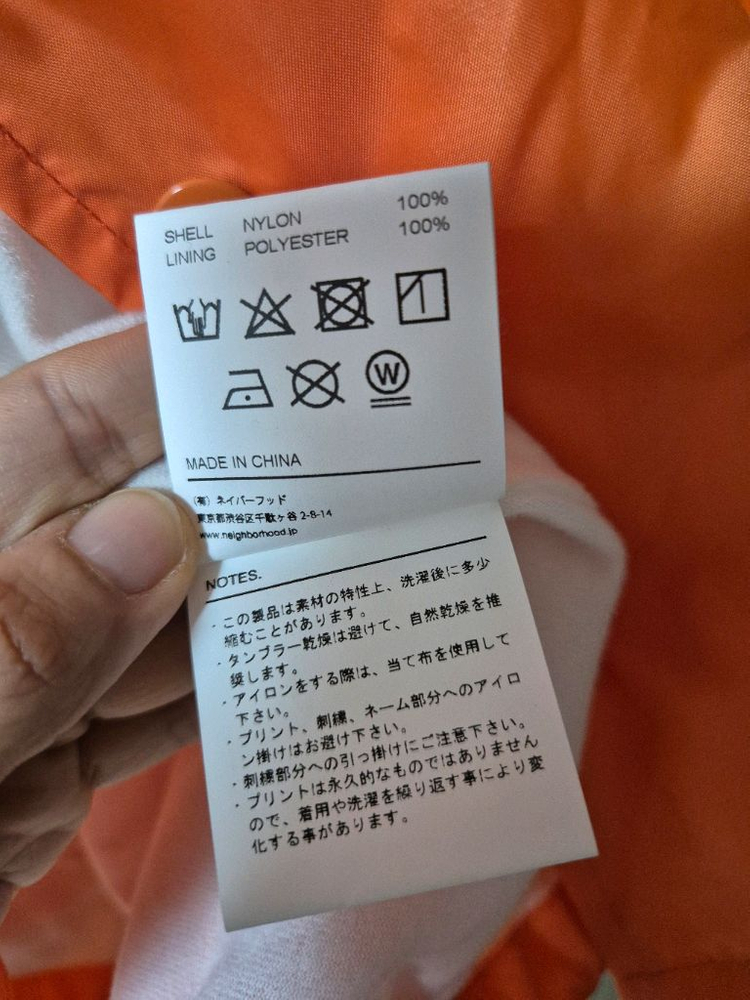 SHELL NYLON 100%
LINING POLYESTER 100%
W
MADE IN CHINA
(有) ネイバーフッド
東京都渋谷区千駄ヶ谷 2-8-14
www.neighborhood.jp
NOTES.
・この製品は素材の特性上、洗濯後に多少
縮むことがあります。
・タンブラー乾燥は避けて、自然乾燥を推
奨します。
・アイロンをする際は、当て布を使用して
下さい。
・プリント、刺繍、ネーム部分へのアイロ
ン掛けはお避け下さい。
・刺繍部分への引っ掛けにご注意下さい。
・プリントは永久的なものではありません
ので、着用や洗濯を繰り返す事により変
化する事があります。